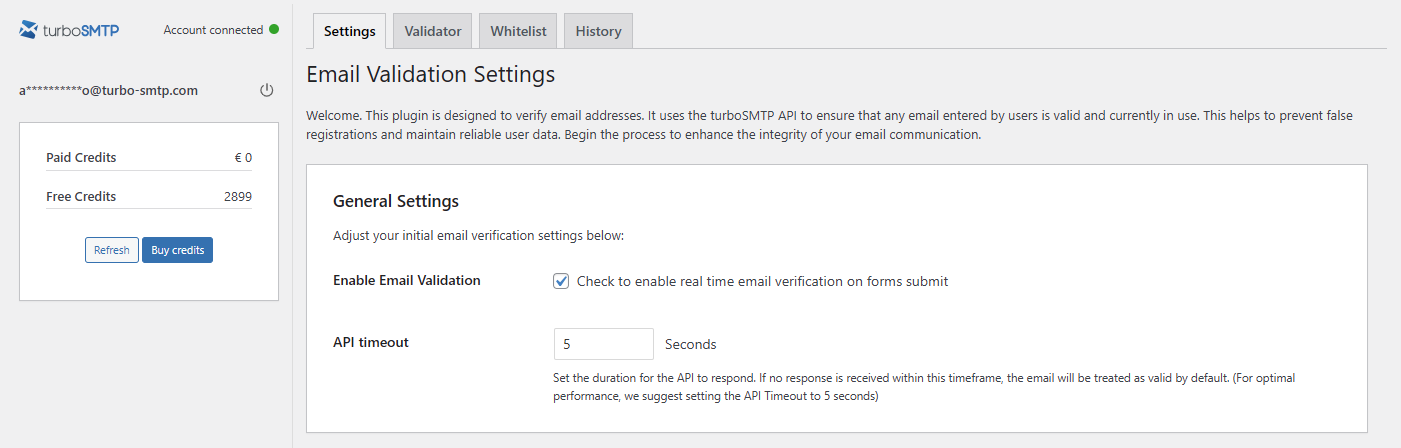 turboSMTP
Account connected
a**********o@turbo-smtp.com
Paid Credits € 0
Free Credits 2899
Refresh Buy credits
Settings Validator Whitelist History
Email Validation Settings
Welcome. This plugin is designed to verify email addresses. It uses the turboSMTP API to ensure that any email entered by users is valid and currently in use. This helps to prevent false
registrations and maintain reliable user data. Begin the process to enhance the integrity of your email communication.
General Settings
Adjust your initial email verification settings below:
Enable Email Validation Check to enable real time email verification on forms submit
API timeout 5 Seconds
Set the duration for the API to respond. If no response is received within this timeframe, the email will be treated as valid by default. (For optimal
performance, we suggest setting the API Timeout to 5 seconds)